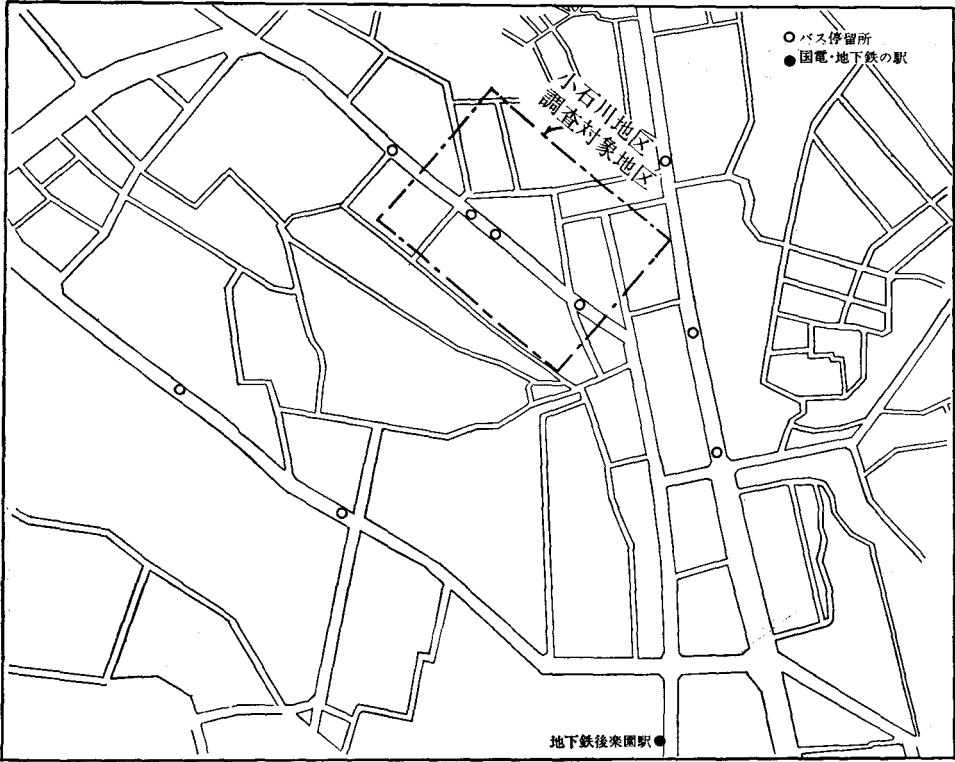 バス停留所
国電・地下鉄の駅
小石川地区
調査対象地区
地下鉄後楽園駅